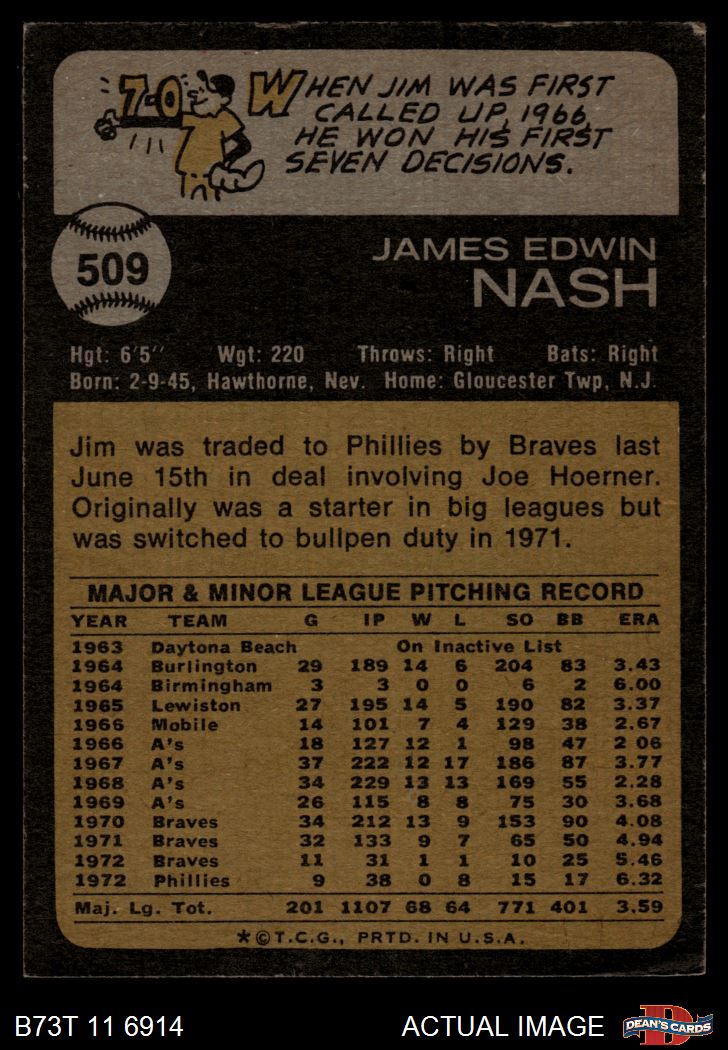 7-0
WHEN JIM WAS FIRST
CALLED UP, 1966,
HE WON HIS FIRST
SEVEN DECISIONS.
509
JAMES EDWIN
NASH
Hgt: 6'5" Wgt: 220 Throws: Right Bats: Right
Born: 2-9-45, Hawthorne, Nev. Home: Gloucester Twp, N.J.
Jim was traded to Phillies by Braves last
June 15th in deal involving Joe Hoerner.
Originally was a starter in big leagues but
was switched to bullpen duty in 1971.
MAJOR & MINOR LEAGUE PITCHING RECORD
YEAR TEAM G IP W L SO BB ERA
1963 Daytona Beach On Inactive List
1964 Burlington 29 189 14 6 204 83 3.43
1964 Birmingham 3 3 0 0 6 2 6.00
1965 Lewiston 27 195 14 5 190 82 3.37
1966 Mobile 14 101 7 4 129 38 2.67
1966 A's 18 127 12 1 98 47 2 06
1967 A's 37 222 12 17 186 87 3.77
1968 A's 34 229 13 13 169 55 2.28
1969 A's 26 115 8 8 75 30 3.68
1970 Braves 34 212 13 9 153 90 4.08
1971 Braves 32 133 9 7 65 50 4.94
1972 Braves 11 31 1 1 10 25 5.46
1972 Phillies 9 38 0 8 15 17 6.32
Maj. Lg. Tot. 201 1107 68 64 771 401 3.59
*©T.C.G., PRTD. IN U.S.A.
B73T 11 6914 ACTUAL IMAGE DEAN'S CARDS